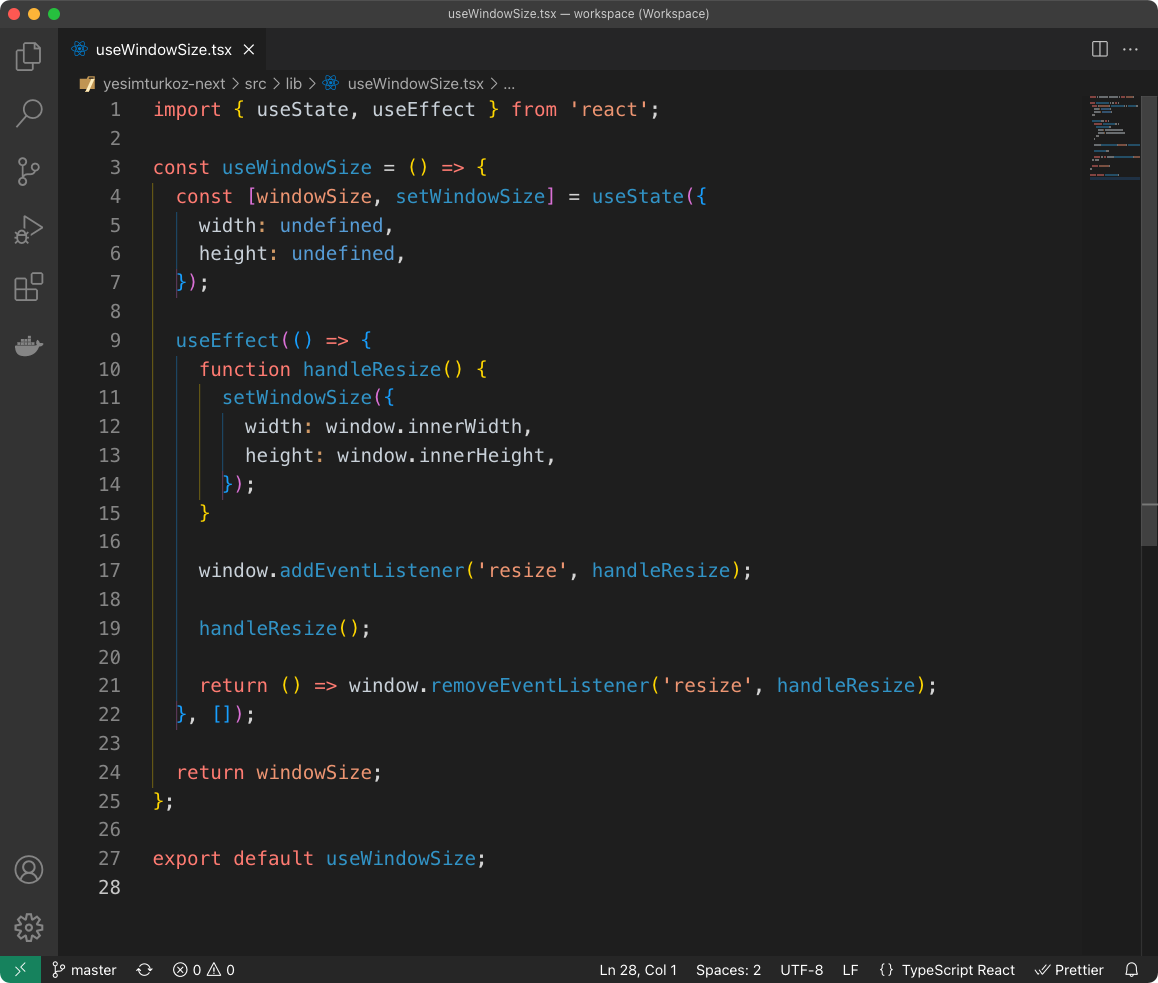 useWindowSize.tsx — workspace (Workspace)
useWindowSize.tsx
yesimturkoz-next > src > lib > useWindowSize.tsx > ...
1 import { useState, useEffect } from 'react';
2
3 const useWindowSize = () => {
4   const [windowSize, setWindowSize] = useState({
5     width: undefined,
6     height: undefined,
7   });
8
9   useEffect(() => {
10     function handleResize() {
11       setWindowSize({
12         width: window.innerWidth,
13         height: window.innerHeight,
14       });
15     }
16
17     window.addEventListener('resize', handleResize);
18
19     handleResize();
20
21     return () => window.removeEventListener('resize', handleResize);
22   }, []);
23
24   return windowSize;
25 };
26
27 export default useWindowSize;
28
master 0 0 Ln 28, Col 1 Spaces: 2 UTF-8 LF {} TypeScript React Prettier